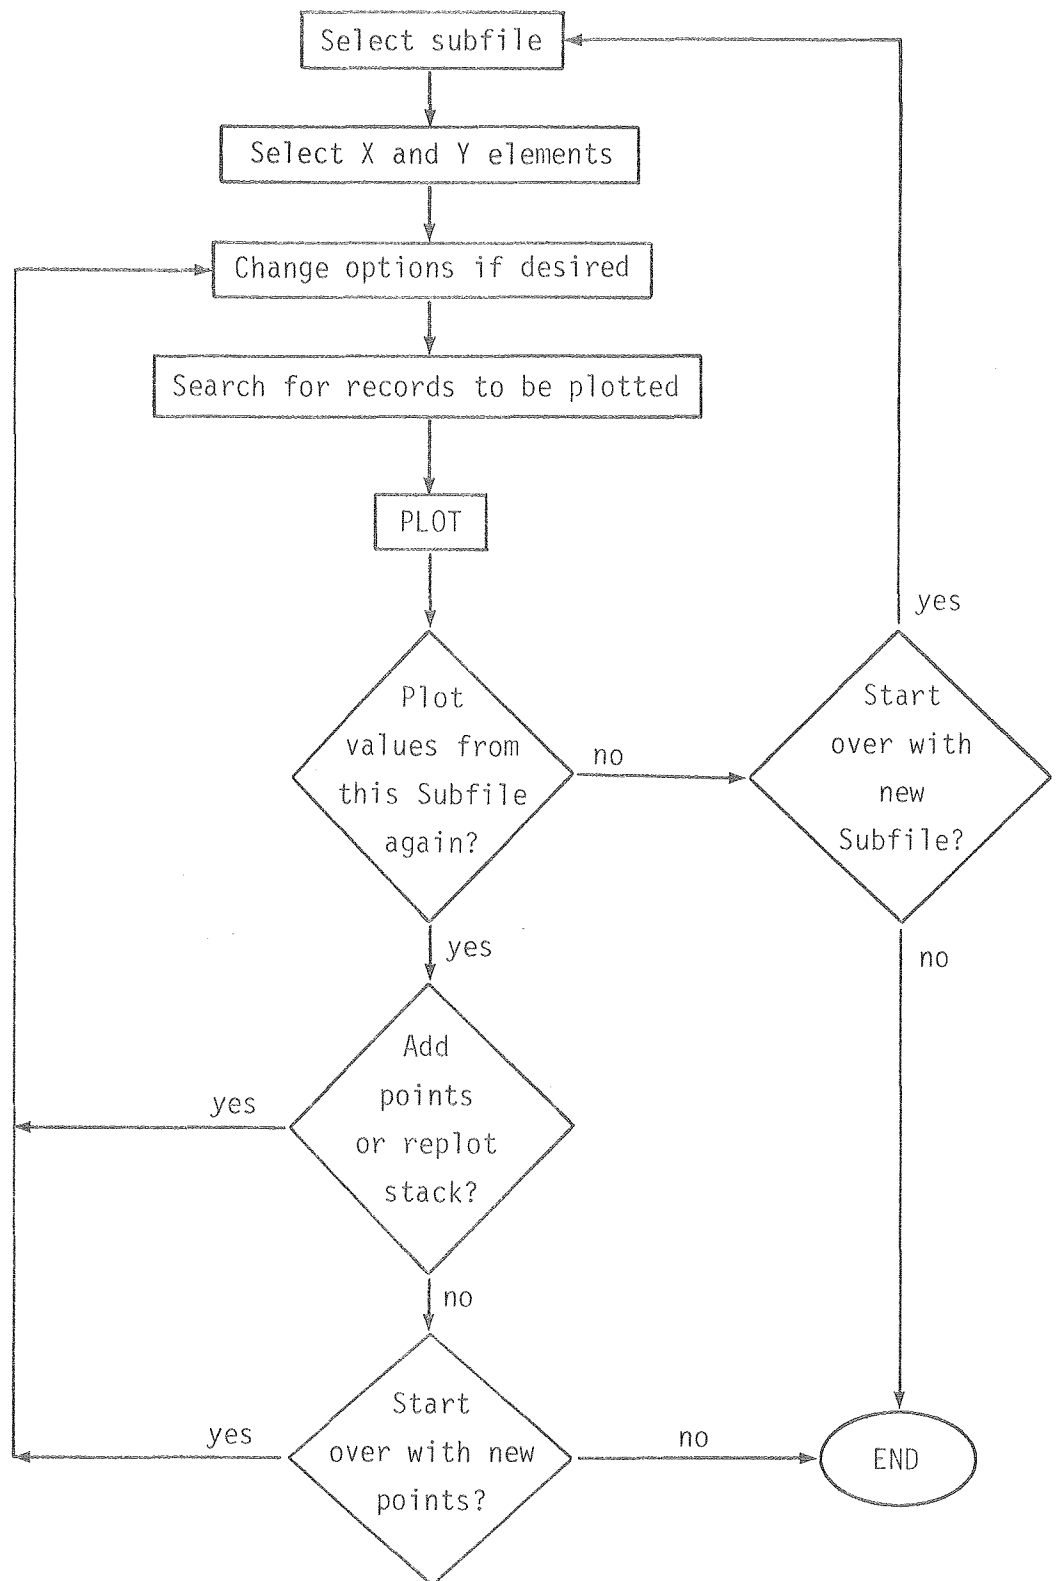 Select subfile
Select X and Y elements
Change options if desired
Search for records to be plotted
PLOT
Plot
values from
this Subfile
again?
no
yes
Start
over with
new
Subfile?
yes
no
Add
points
or replot
stack?
yes
no
Start
over with new
points?
yes
no
END